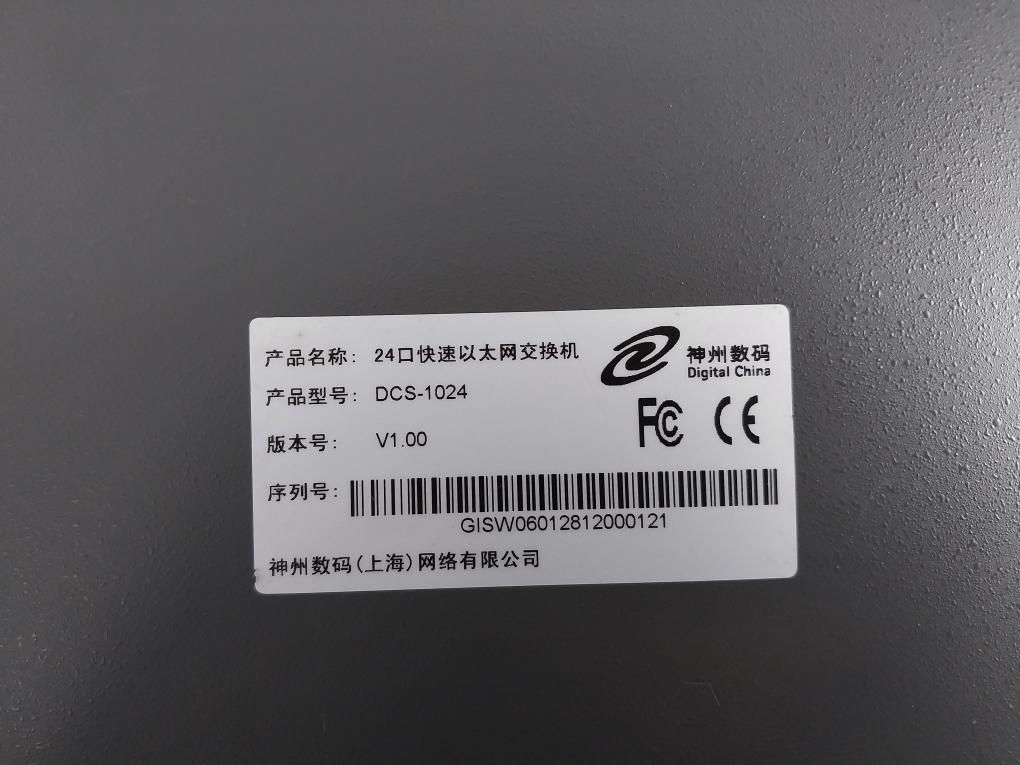 产品名称: 24口快速以太网交换机
神州数码
Digital China
产品型号: DCS-1024
FC CE
版本号: V1.00
序列号:
GISW06012812000121
神州数码(上海)网络有限公司